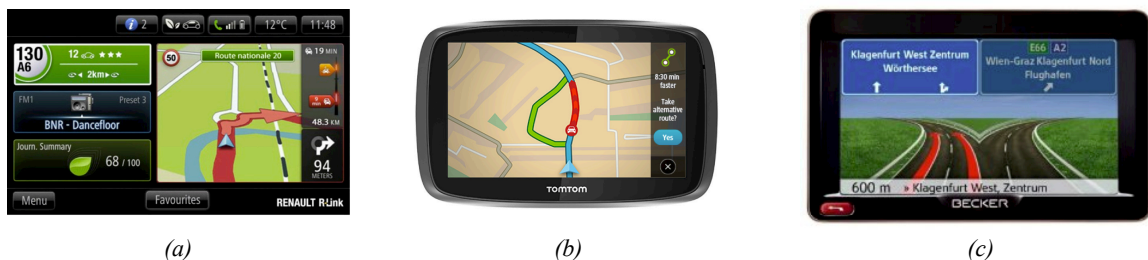 2
12°C
11:48
130
A6
12
2km
50
Route nationale 20
19 MIN
FM1
Preset 3
BNR - Dancefloor
9
min
48.3 KM
Journ. Summary
68 / 100
94
METERS
Menu
Favourites
RENAULT R-Link
(a)
8:30 min
faster
Take
alternative
route?
Yes
TOMTOM
(b)
Klagenfurt West Zentrum
Wörthersee
E66 A2
Wien-Graz Klagenfurt Nord
Flughafen
600 m » Klagenfurt West, Zentrum
BECKER
(c)